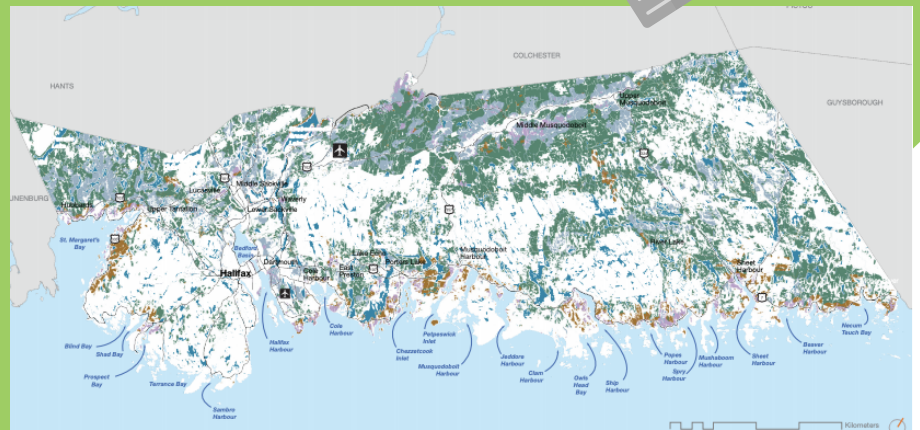 COLCHESTER
HANTS
GUYSBOROUGH
Upper
Musquodoboit
Middle Musquodoboit
Lucasville
Middle Sackville
Waverly
Hubbards
Upper Tantallon
Lower Sackville
St. Margaret's
Bay
Bedford
Basin
Halifax
Dartmouth
Cole
Harbour
Lake Echo
East
Preston
Porters Lake
Musquodoboit
Harbour
Sheet
Harbour
Blind Bay
Shad Bay
Prospect
Bay
Terrance Bay
Sambro
Harbour
Halifax
Harbour
Cole
Harbour
Chezzetcook
Inlet
Petpeswick
Inlet
Musquodoboit
Harbour
Jeddore
Harbour
Clam
Harbour
Owls
Head
Bay
Ship
Harbour
Popes
Harbour
Spry
Harbour
Mushaboom
Harbour
Sheet
Harbour
Beaver
Harbour
Necum
Teuch Bay
Kilometers